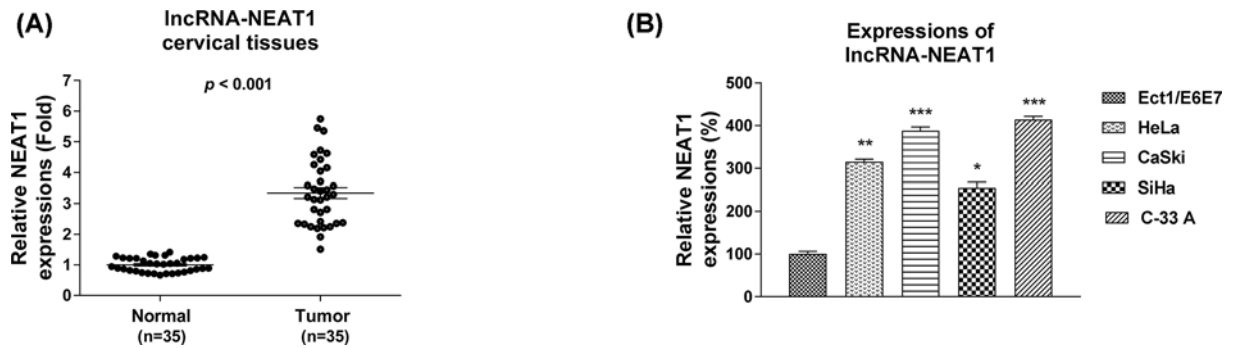 (A)
lncRNA-NEAT1
cervical tissues
Relative NEAT1
expressions (Fold)
7
6
5
4
3
2
1
0
p < 0.001
Normal
(n=35)
Tumor
(n=35)
(B)
Expressions of
lncRNA-NEAT1
Relative NEAT1
expressions (%)
500
400
300
200
100
0
**
***
*
***
Ect1/E6E7
HeLa
CaSki
SiHa
C-33 A